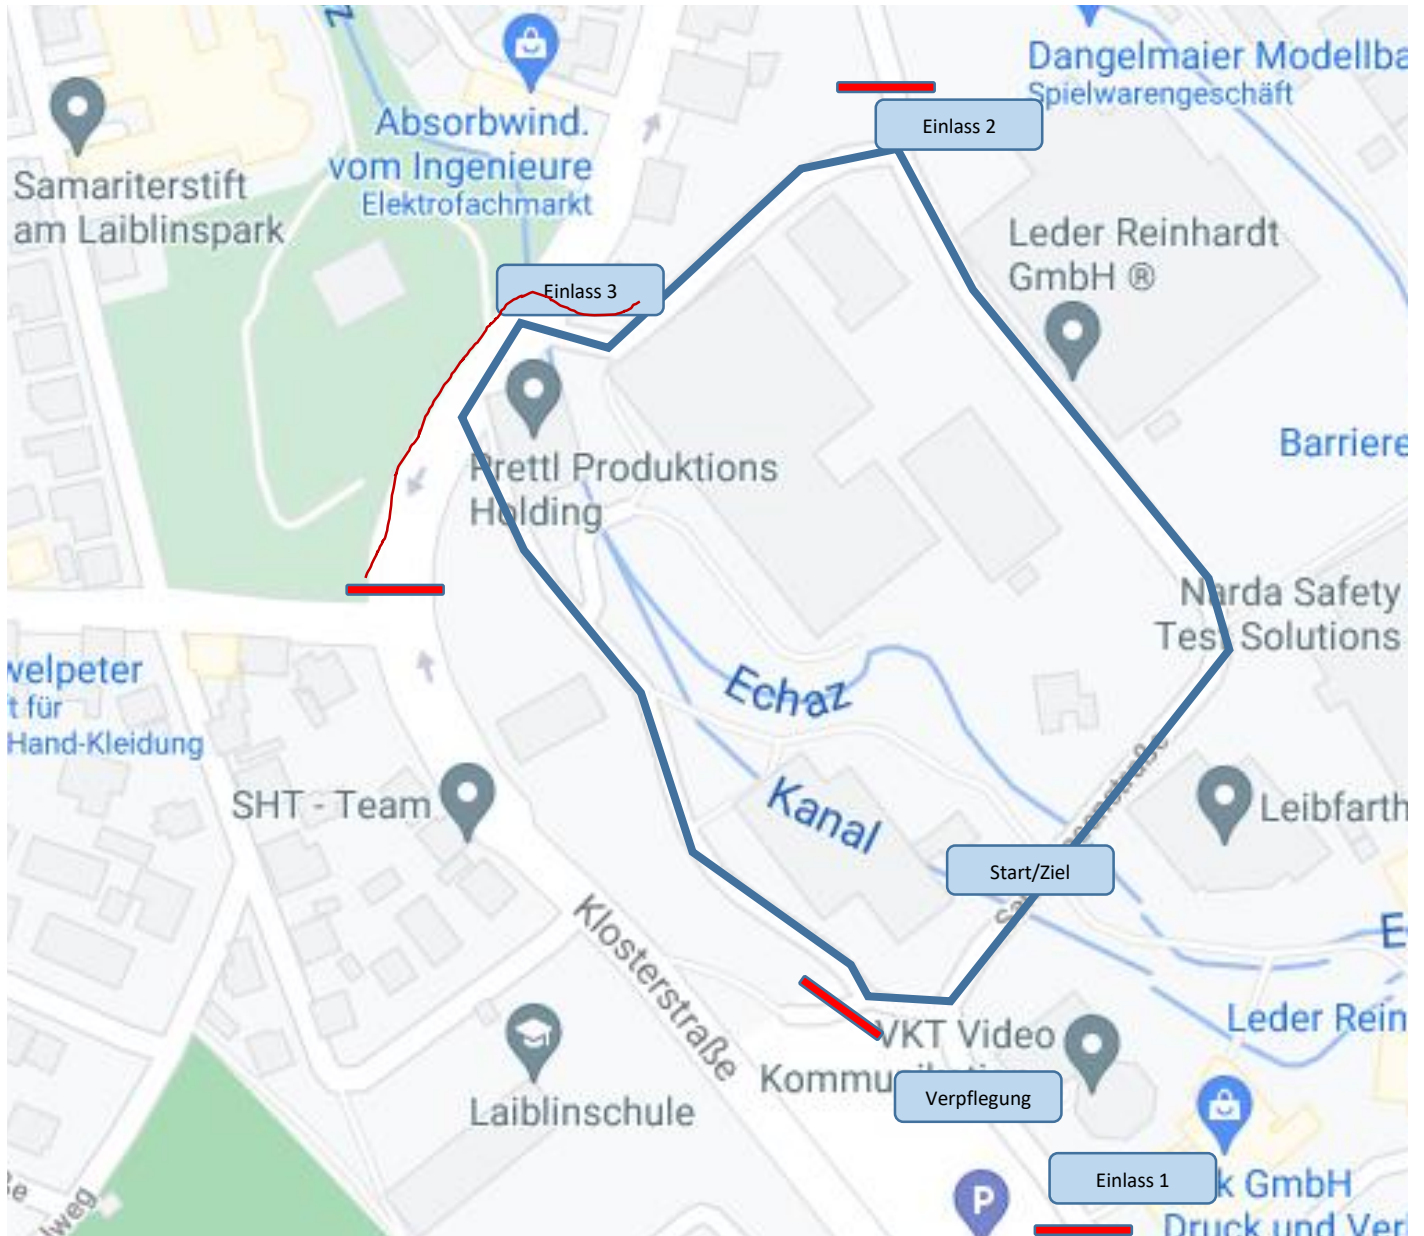 Dangelmaier Modellba
Spielwarengeschäft
Absorbwind.
vom Ingenieure
Elektrofachmarkt
Einlass 2
Samariterstift
am Laiblinspark
Leder Reinhardt
GmbH ®
Einlass 3
Barriere
Prettl Produktions
Holding
Narda Safety
Test Solutions
welpeter
t für
Hand-Kleidung
Echaz
Kanal
SHT - Team
Leibfarth
Start/Ziel
Klosterstraße
E
Leder Rein
VKT Video
Verpflegung
Laiblinschule
P
Einlass 1
k GmbH
Druck und Verl
lweg